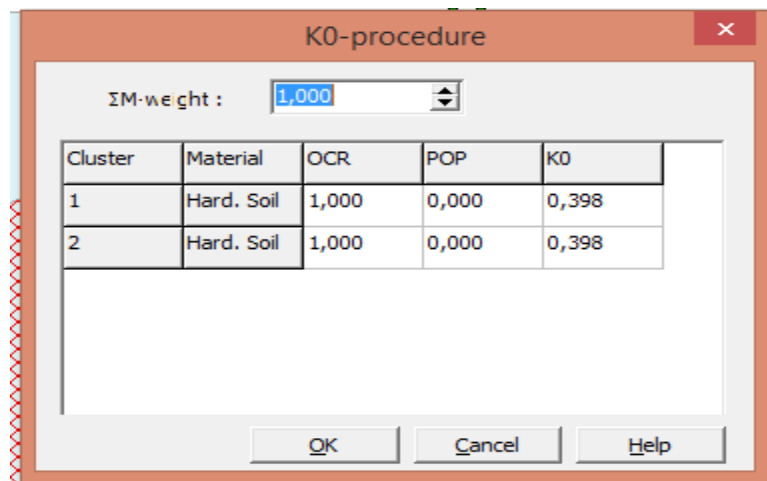 K0-procedure
ΣM-weight : 1,000
Cluster Material OCR POP K0
1 Hard. Soil 1,000 0,000 0,398
2 Hard. Soil 1,000 0,000 0,398
OK Cancel Help